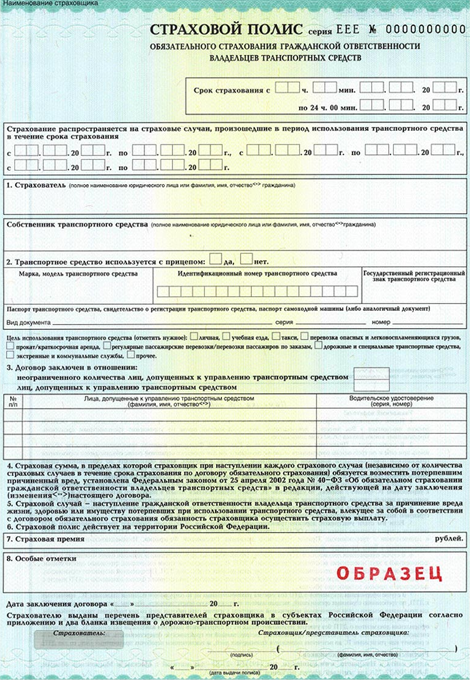 Наименование страховщика
СТРАХОВОЙ ПОЛИС серия ЕЕЕ № 0000000000
ОБЯЗАТЕЛЬНОГО СТРАХОВАНИЯ ГРАЖДАНСКОЙ ОТВЕТСТВЕННОСТИ
ВЛАДЕЛЬЦЕВ ТРАНСПОРТНЫХ СРЕДСТВ
Срок страхования с ч. мин. . . 20 г.
по 24 ч. 00 мин. . . 20 г.
Страхование распространяется на страховые случаи, произошедшие в период использования транспортного средства
в течение срока страхования
с . . 20 г. по . . 20 г., с . . 20 г. по . . 20 г.,
с . . 20 г. по . . 20 г.
1. Страхователь (полное наименование юридического лица или фамилия, имя, отчество<*> гражданина)
Собственник транспортного средства (полное наименование юридического лица или фамилия, имя, отчество<*>гражданина)
2. Транспортное средство используется с прицепом: да, нет.
Марка, модель транспортного средства
Идентификационный номер транспортного средства
Государственный регистрационный
знак транспортного средства
Паспорт транспортного средства, свидетельство о регистрации транспортного средства, паспорт самоходной машины (либо аналогичный документ)
Вид документа серия номер
Цель использования транспортного средства (отметить нужное): личная, учебная езда, такси, перевозка опасных и легковоспламеняющихся грузов,
прокат/краткосрочная аренда, регулярные пассажирские перевозки/перевозки пассажиров по заказам, дорожные и специальные транспортные средства,
экстренные и коммунальные службы, прочее.
3. Договор заключен в отношении:
неограниченного количества лиц, допущенных к управлению транспортным средством
лиц, допущенных к управлению транспортным средством
№
п/п
Лица, допущенные к управлению транспортным средством
(фамилия, имя, отчество<*>)
Водительское удостоверение
(серия, номер)
4. Страховая сумма, в пределах которой страховщик при наступлении каждого страхового случая (независимо от количества
страховых случаев в течение срока страхования по договору обязательного страхования) обязуется возместить потерпевшим
причиненный вред, установлена Федеральным законом от 25 апреля 2002 года № 40-ФЗ «Об обязательном страховании
гражданской ответственности владельцев транспортных средств» в редакции, действующей на дату заключения
(изменения<**>)настоящего договора.
5. Страховой случай – наступление гражданской ответственности владельца транспортного средства за причинение вреда
жизни, здоровью или имуществу потерпевших при использовании транспортного средства, влекущее за собой в соответствии
с договором обязательного страхования обязанность страховщика осуществить страховую выплату.
6. Страховой полис действует на территории Российской Федерации.
7. Страховая премия рублей.
8. Особые отметки
ОБРАЗЕЦ
Дата заключения договора « » 20 г.
Страхователю выданы перечень представителей страховщика в субъектах Российской Федерации согласно
приложению и два бланка извещения о дорожно-транспортном происшествии.
Страхователь:
Страховщик/представитель страховщика:
( )
(подпись) (фамилия, имя, отчество)
« » 20 г.
(дата выдачи полиса)